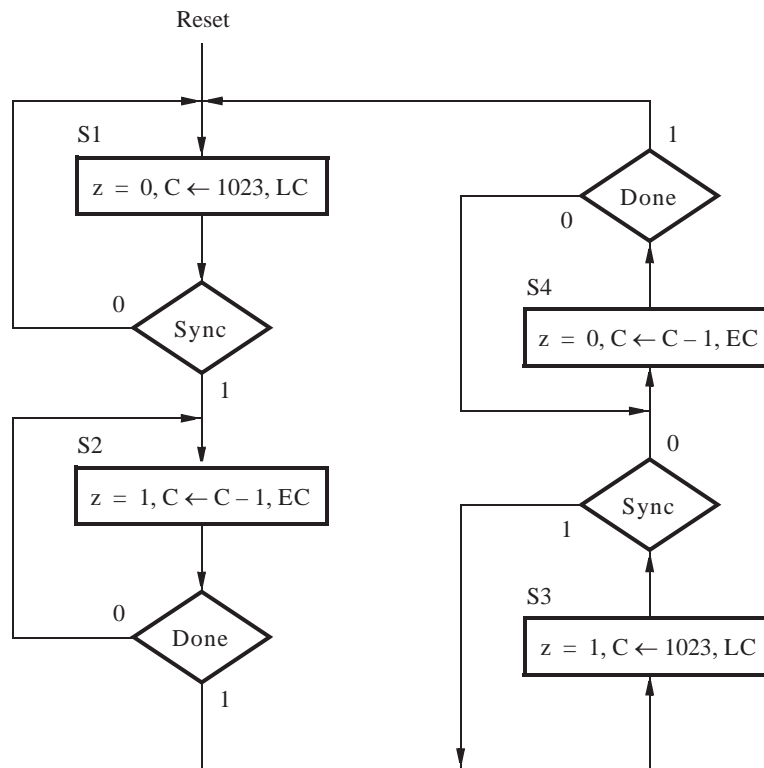 Reset
S1
z = 0, C ← 1023, LC
0
Sync
1
S2
z = 1, C ← C – 1, EC
0
Done
1
1
Done
0
S4
z = 0, C ← C – 1, EC
0
Sync
1
S3
z = 1, C ← 1023, LC